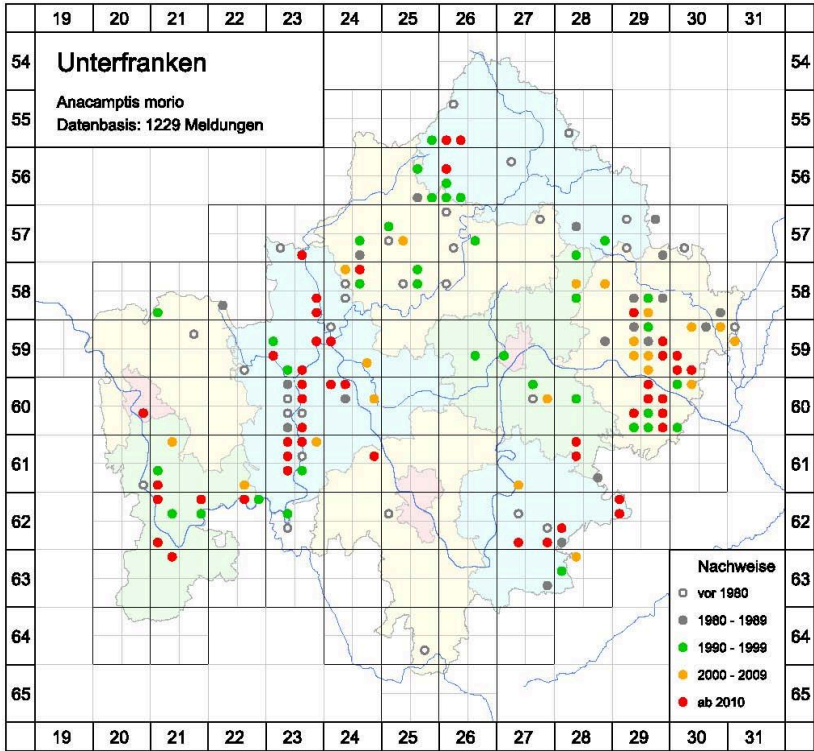 19 20 21 22 23 24 25 26 27 28 29 30 31
Unterfranken
Anacamptis morio
Datenbasis: 1229 Meldungen
54 54
55 55
56 56
57 57
58 58
59 59
60 60
61 61
62 62
63 63
64 64
65 65
Nachweise
vor 1980
1980 - 1989
1990 - 1999
2000 - 2009
ab 2010
19 20 21 22 23 24 25 26 27 28 29 30 31